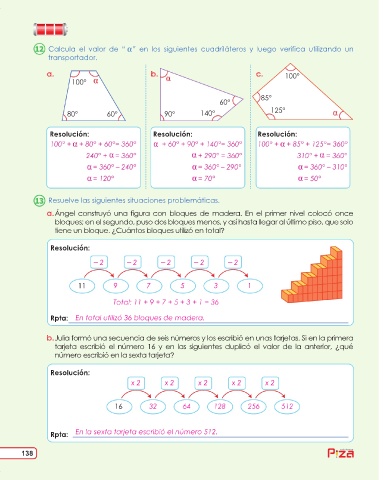 12 Calcula el valor de "α" en los siguientes cuadriláteros y luego verifica utilizando un
transportador.
a.
100°
α
80°
60°
b.
α
60°
90°
140°
c.
100°
85°
125°
α
Resolución:
100° + α + 80° + 60°= 360°
240° + α = 360°
α = 360° – 240°
α = 120°
Resolución:
α + 60° + 90° + 140°= 360°
α + 290° = 360°
α = 360° – 290°
α = 70°
Resolución:
100° + α + 85° + 125°= 360°
310° + α = 360°
α = 360° – 310°
α = 50°
13 Resuelve las siguientes situaciones problemáticas.
a. Ángel construyó una figura con bloques de madera. En el primer nivel colocó once
bloques; en el segundo, puso dos bloques menos, y así hasta llegar al último piso, que solo
tiene un bloque. ¿Cuántos bloques utilizó en total?
Resolución:
– 2 – 2 – 2 – 2 – 2
11 9 7 5 3 1
Total: 11 + 9 + 7 + 5 + 3 + 1 = 36
Rpta: En total utilizó 36 bloques de madera.
b. Julia formó una secuencia de seis números y los escribió en unas tarjetas. Si en la primera
tarjeta escribió el número 16 y en las siguientes duplicó el valor de la anterior, ¿qué
número escribió en la sexta tarjeta?
Resolución:
x 2 x 2 x 2 x 2 x 2
16 32 64 128 256 512
Rpta: En la sexta tarjeta escribió el número 512.
138
Pizza